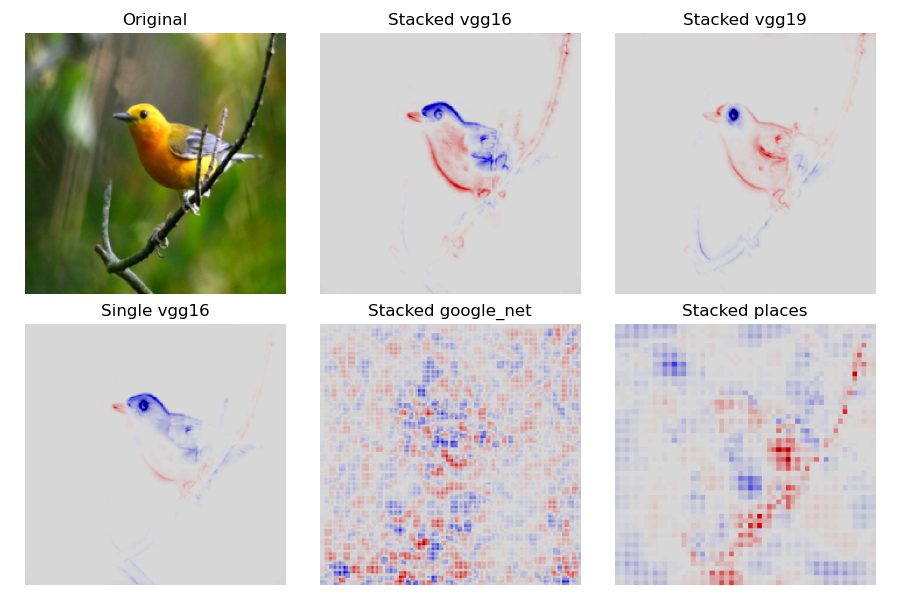 Original
Stacked vgg16
Stacked vgg19
Single vgg16
Stacked google_net
Stacked places